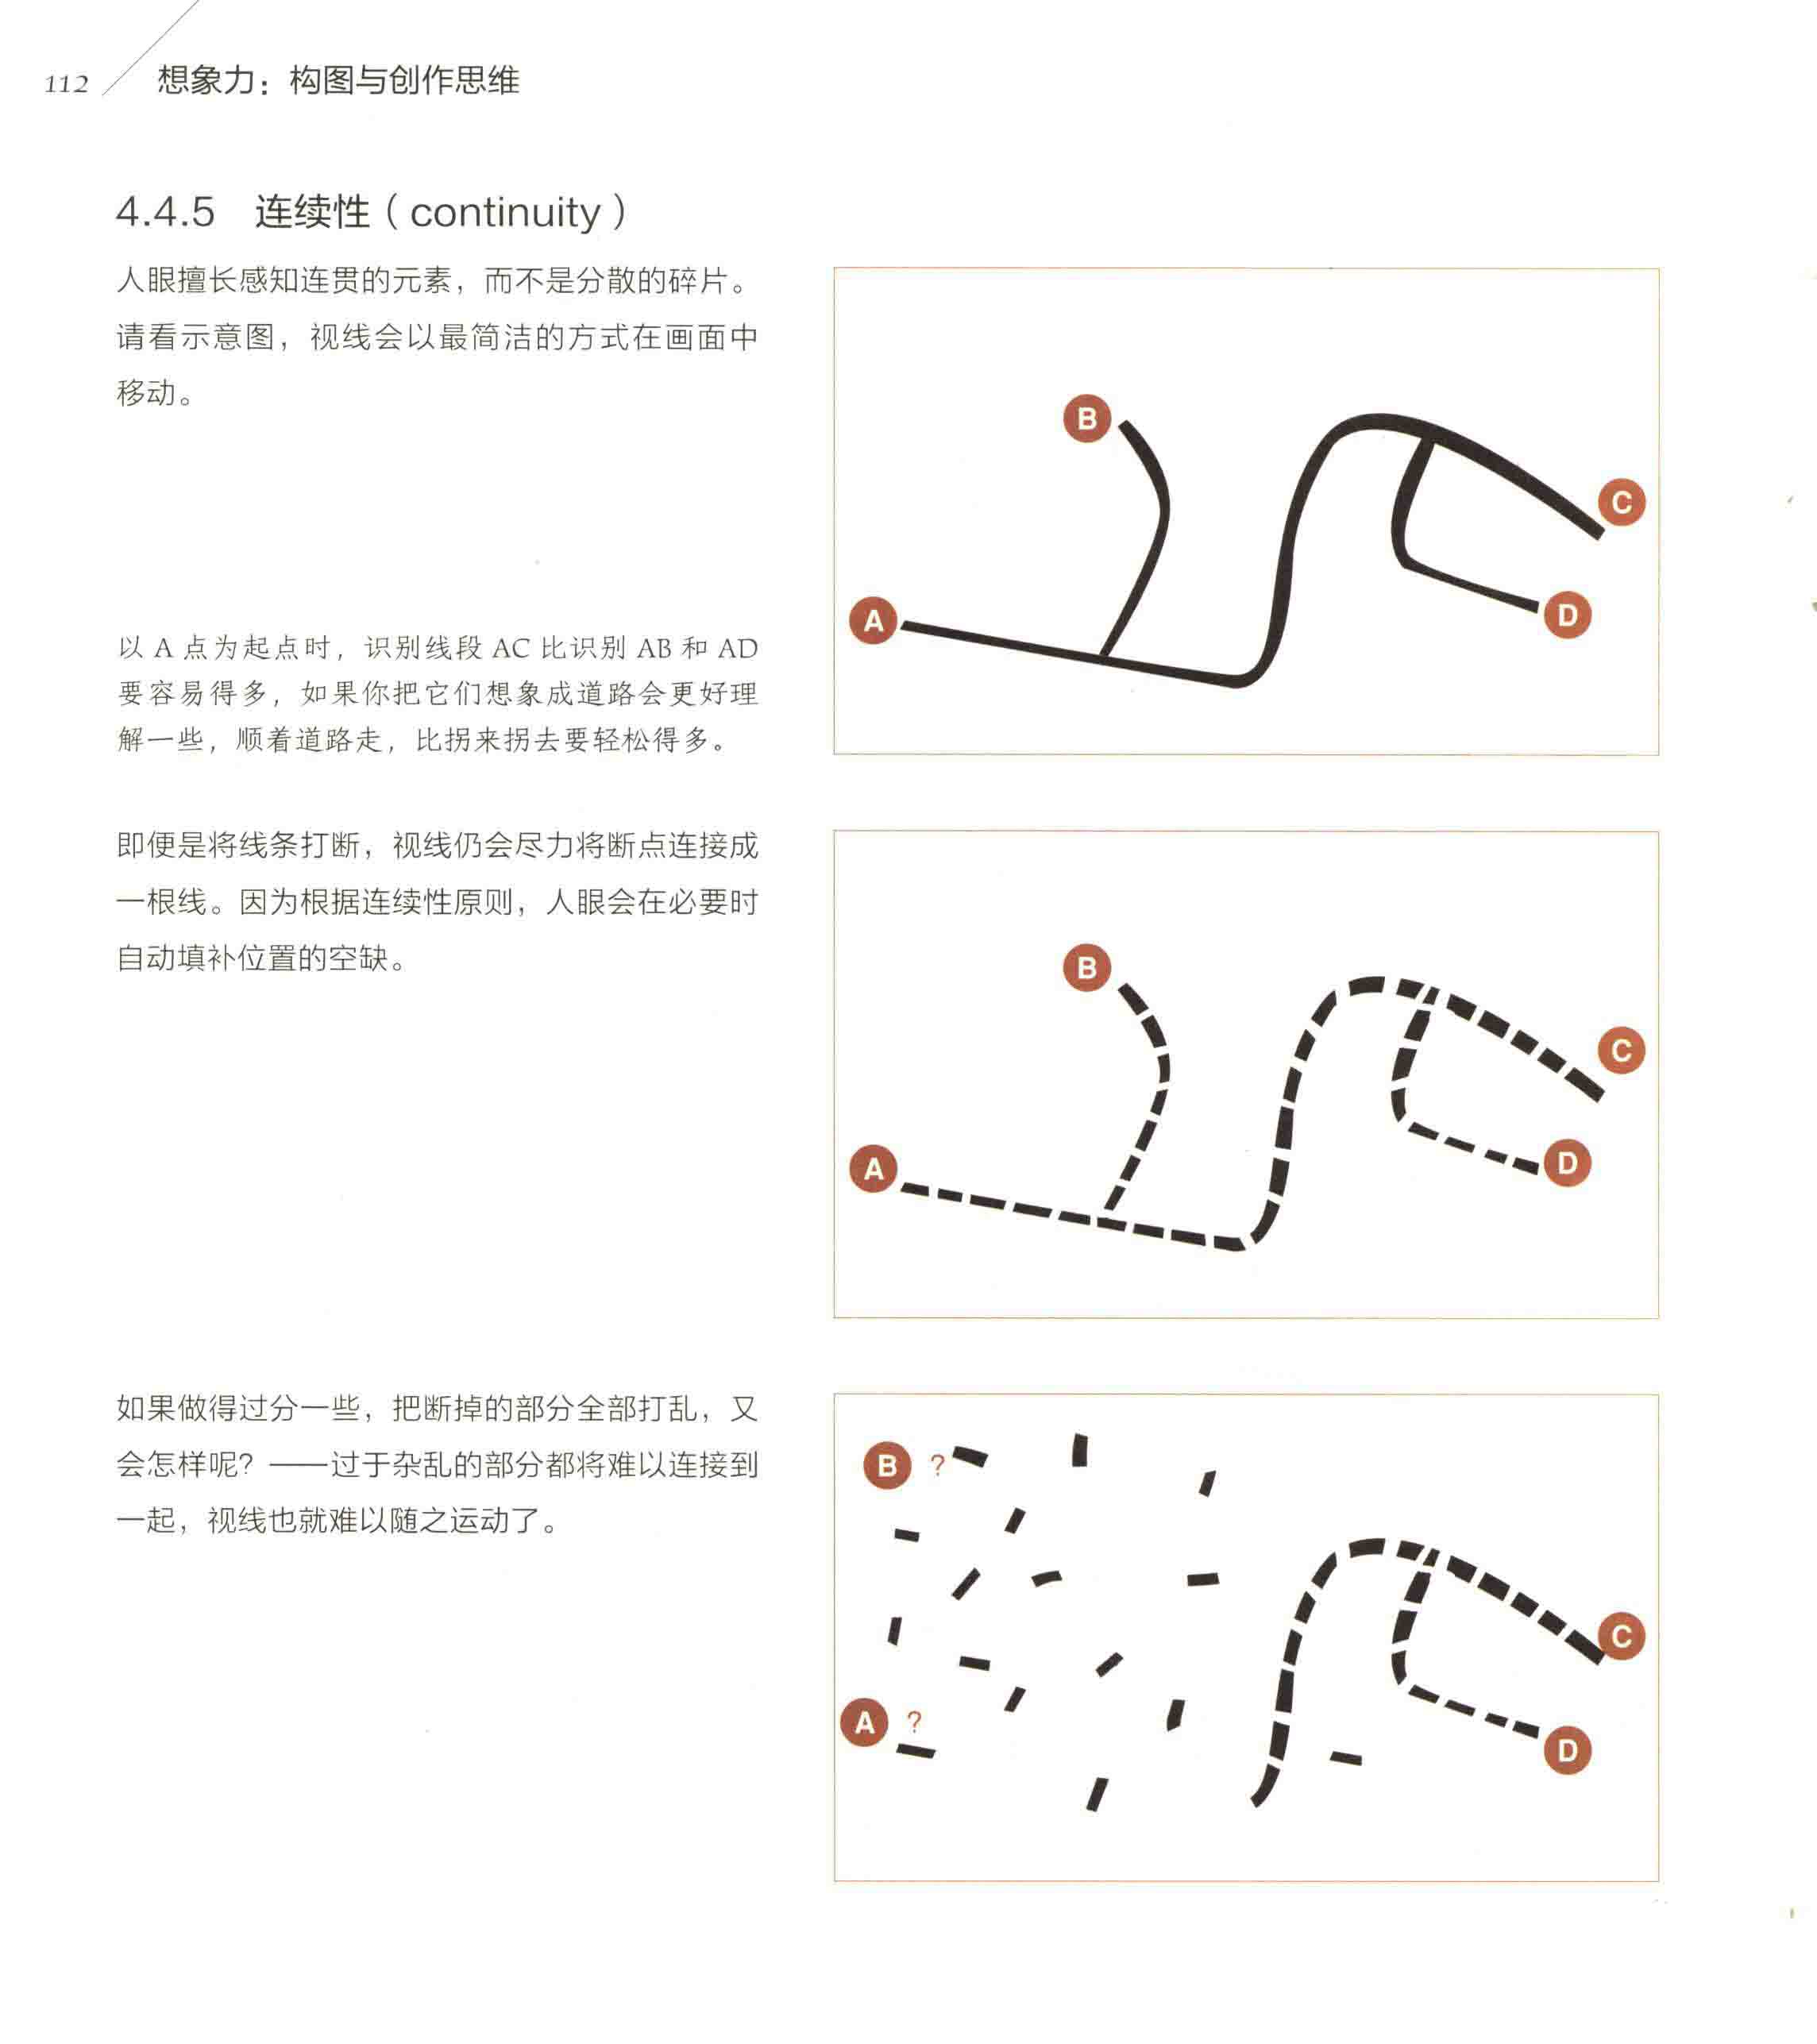 112
想象力：构图与创作思维
4.4.5 连续性（continuity）
人眼擅长感知连贯的元素，而不是分散的碎片。
请看示意图，视线会以最简洁的方式在画面中
移动。
以 A 点为起点时，识别线段 AC 比识别 AB 和 AD
要容易得多，如果你把它们想象成道路会更好理
解一些，顺着道路走，比拐来拐去要轻松得多。
B
C
A
D
即便是将线条打断，视线仍会尽力将断点连接成
一根线。因为根据连续性原则，人眼会在必要时
自动填补位置的空缺。
B
C
A
D
如果做得过分一些，把断掉的部分全部打乱，又
会怎样呢？——过于杂乱的部分都将难以连接到
一起，视线也就难以随之运动了。
B ?
C
A ?
D